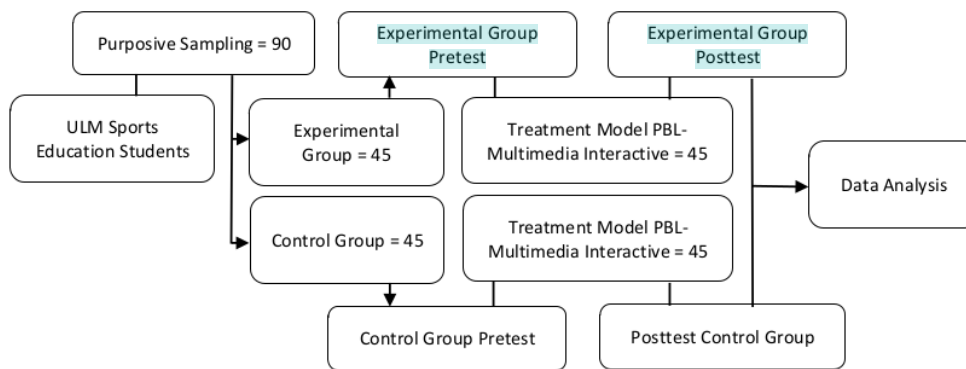 Purposive Sampling = 90
ULM Sports
Education Students
Experimental
Group = 45
Control Group = 45
Experimental Group
Pretest
Treatment Model PBL-
Multimedia Interactive = 45
Experimental Group
Posttest
Treatment Model PBL-
Multimedia Interactive = 45
Control Group Pretest
Posttest Control Group
Data Analysis